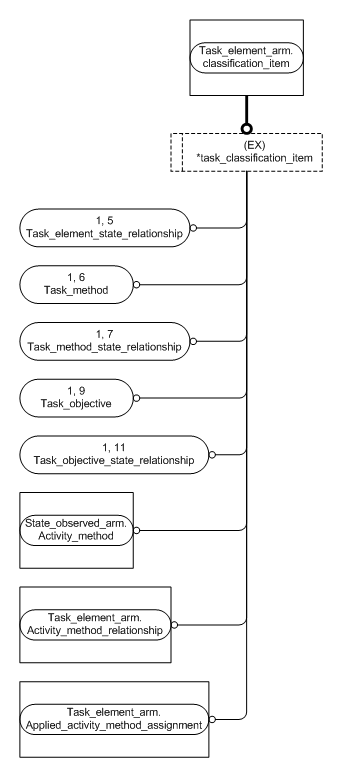 Task_element_arm.
classification_item
(EX)
*task_classification_item
1, 5
Task_element_state_relationship
1, 6
Task_method
1, 7
Task_method_state_relationship
1, 9
Task_objective
1, 11
Task_objective_state_relationship
State_observed_arm.
Activity_method
Task_element_arm.
Activity_method_relationship
Task_element_arm.
Applied_activity_method_assignment